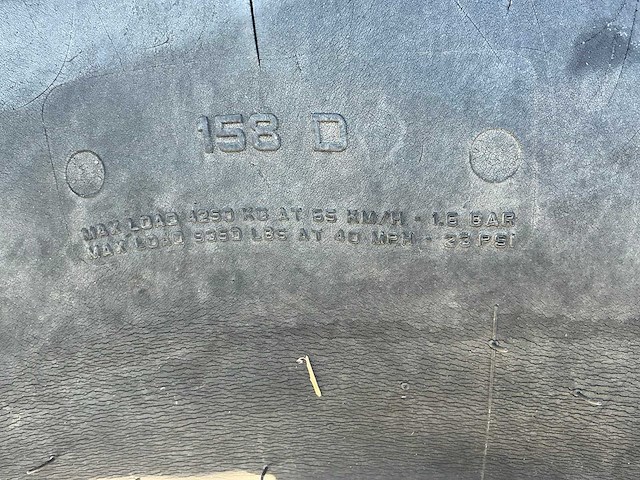 158 D
MAX LOAD 4250 KG AT 65 KM/H - 1.6 BAR
MAX LOAD 9350 LBS AT 40 MPH - 23 PSI